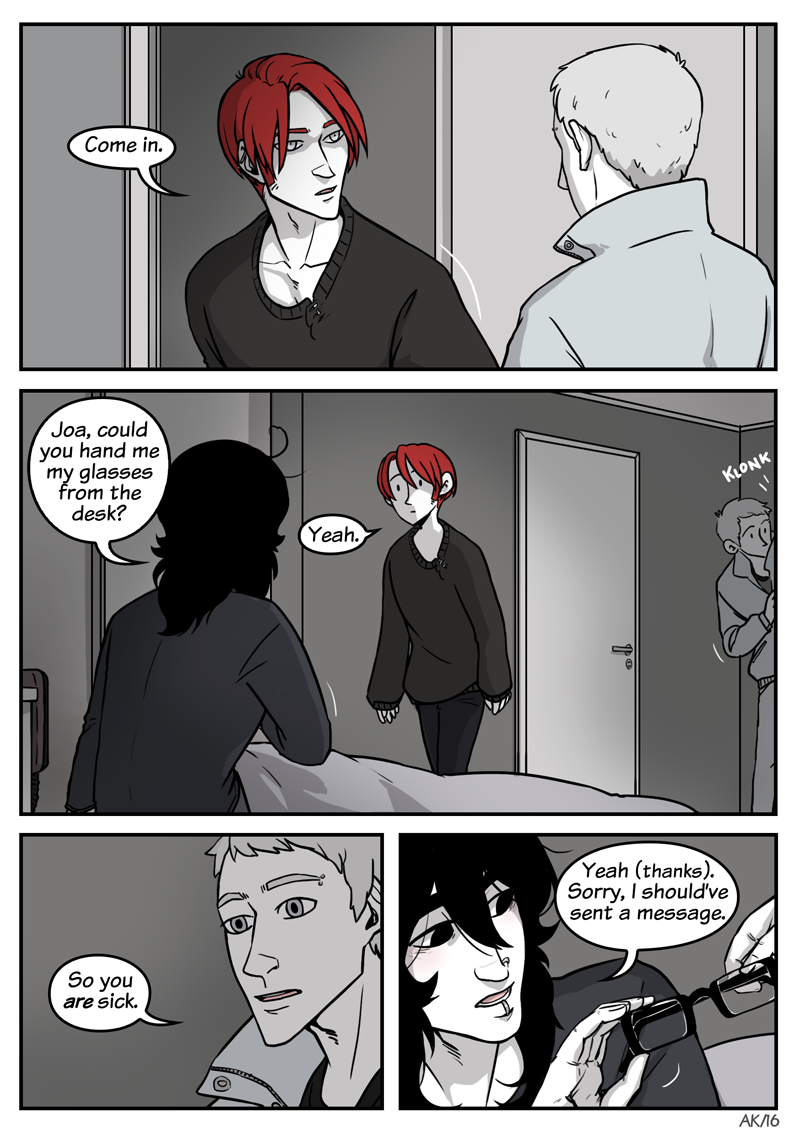 Come in.
Joa, could
you hand me
my glasses
from the
desk?
Yeah.
KLONK
So you
are sick.
Yeah (thanks).
Sorry, I should've
sent a message.
AK/16